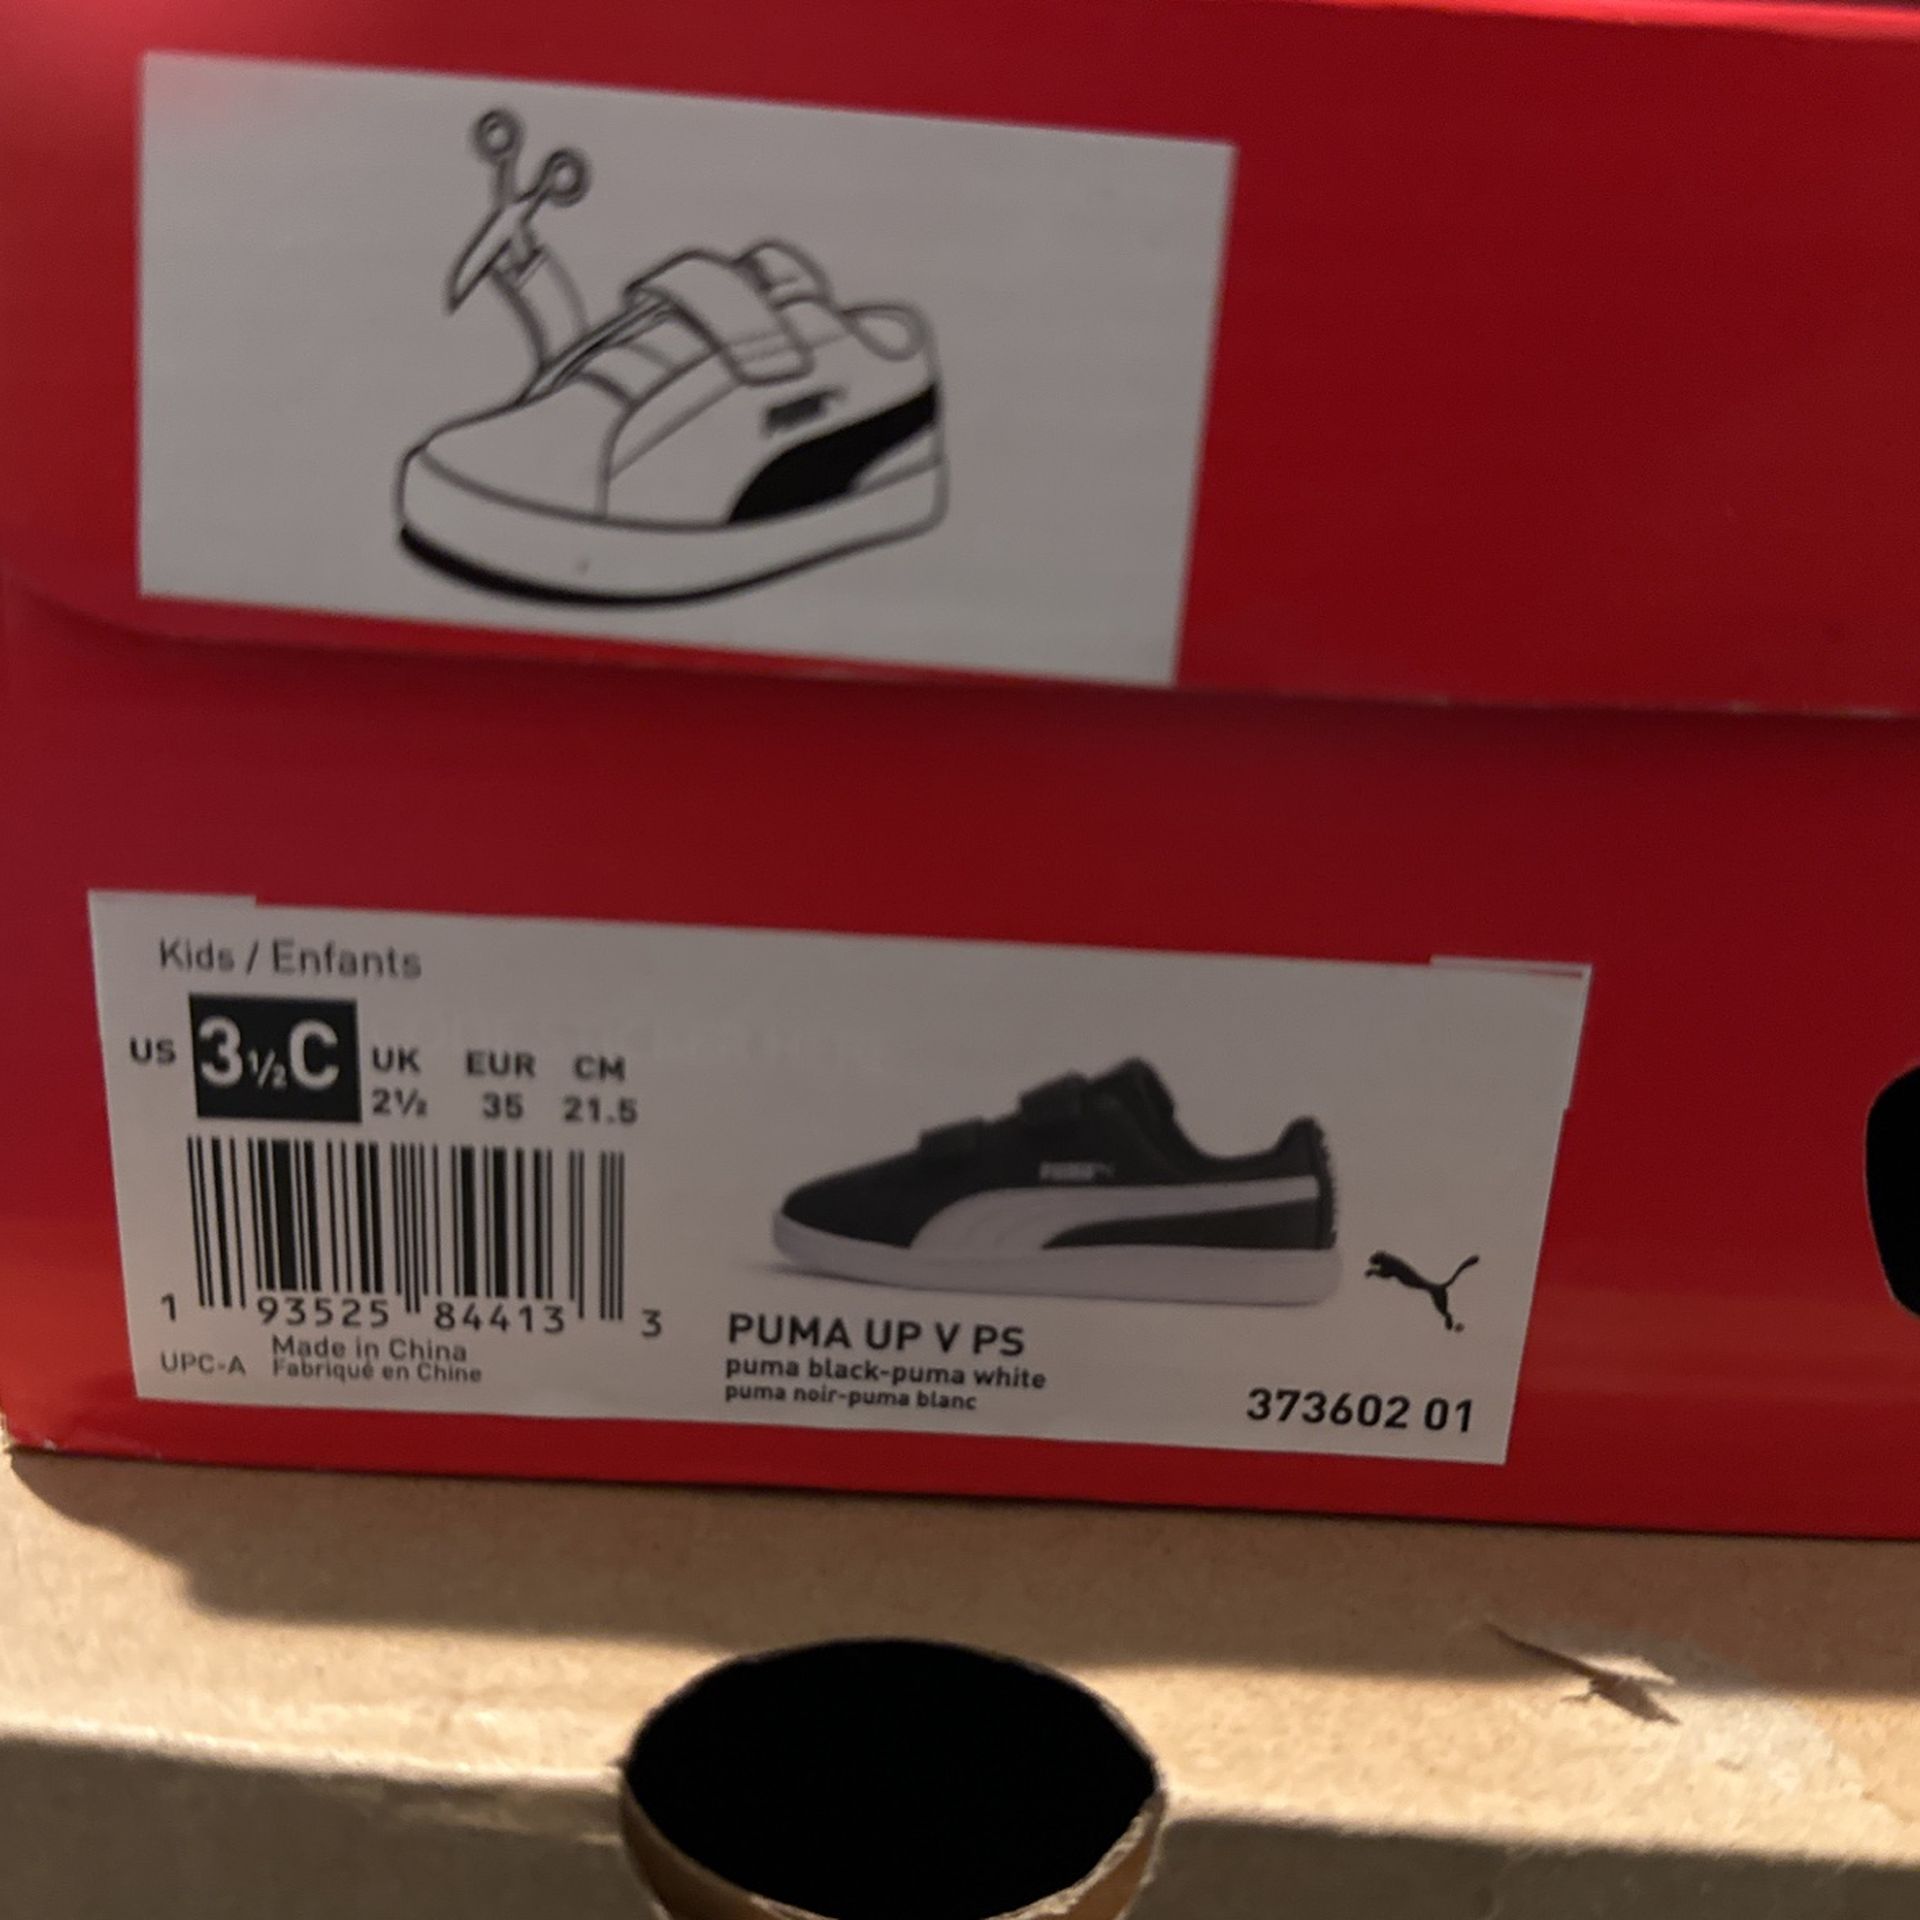 Kids / Enfants
US 3½C UK EUR CM
2½ 35 21.5
1 93525 84413 3
UPC-A Made in China
Fabriqué en Chine
PUMA
PUMA UP V PS
puma black-puma white
puma noir-puma blanc
373602 01